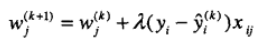 w_j^{(k+1)} = w_j^{(k)} + λ(y_i − ŷ_i^{(k)})x_{ij}